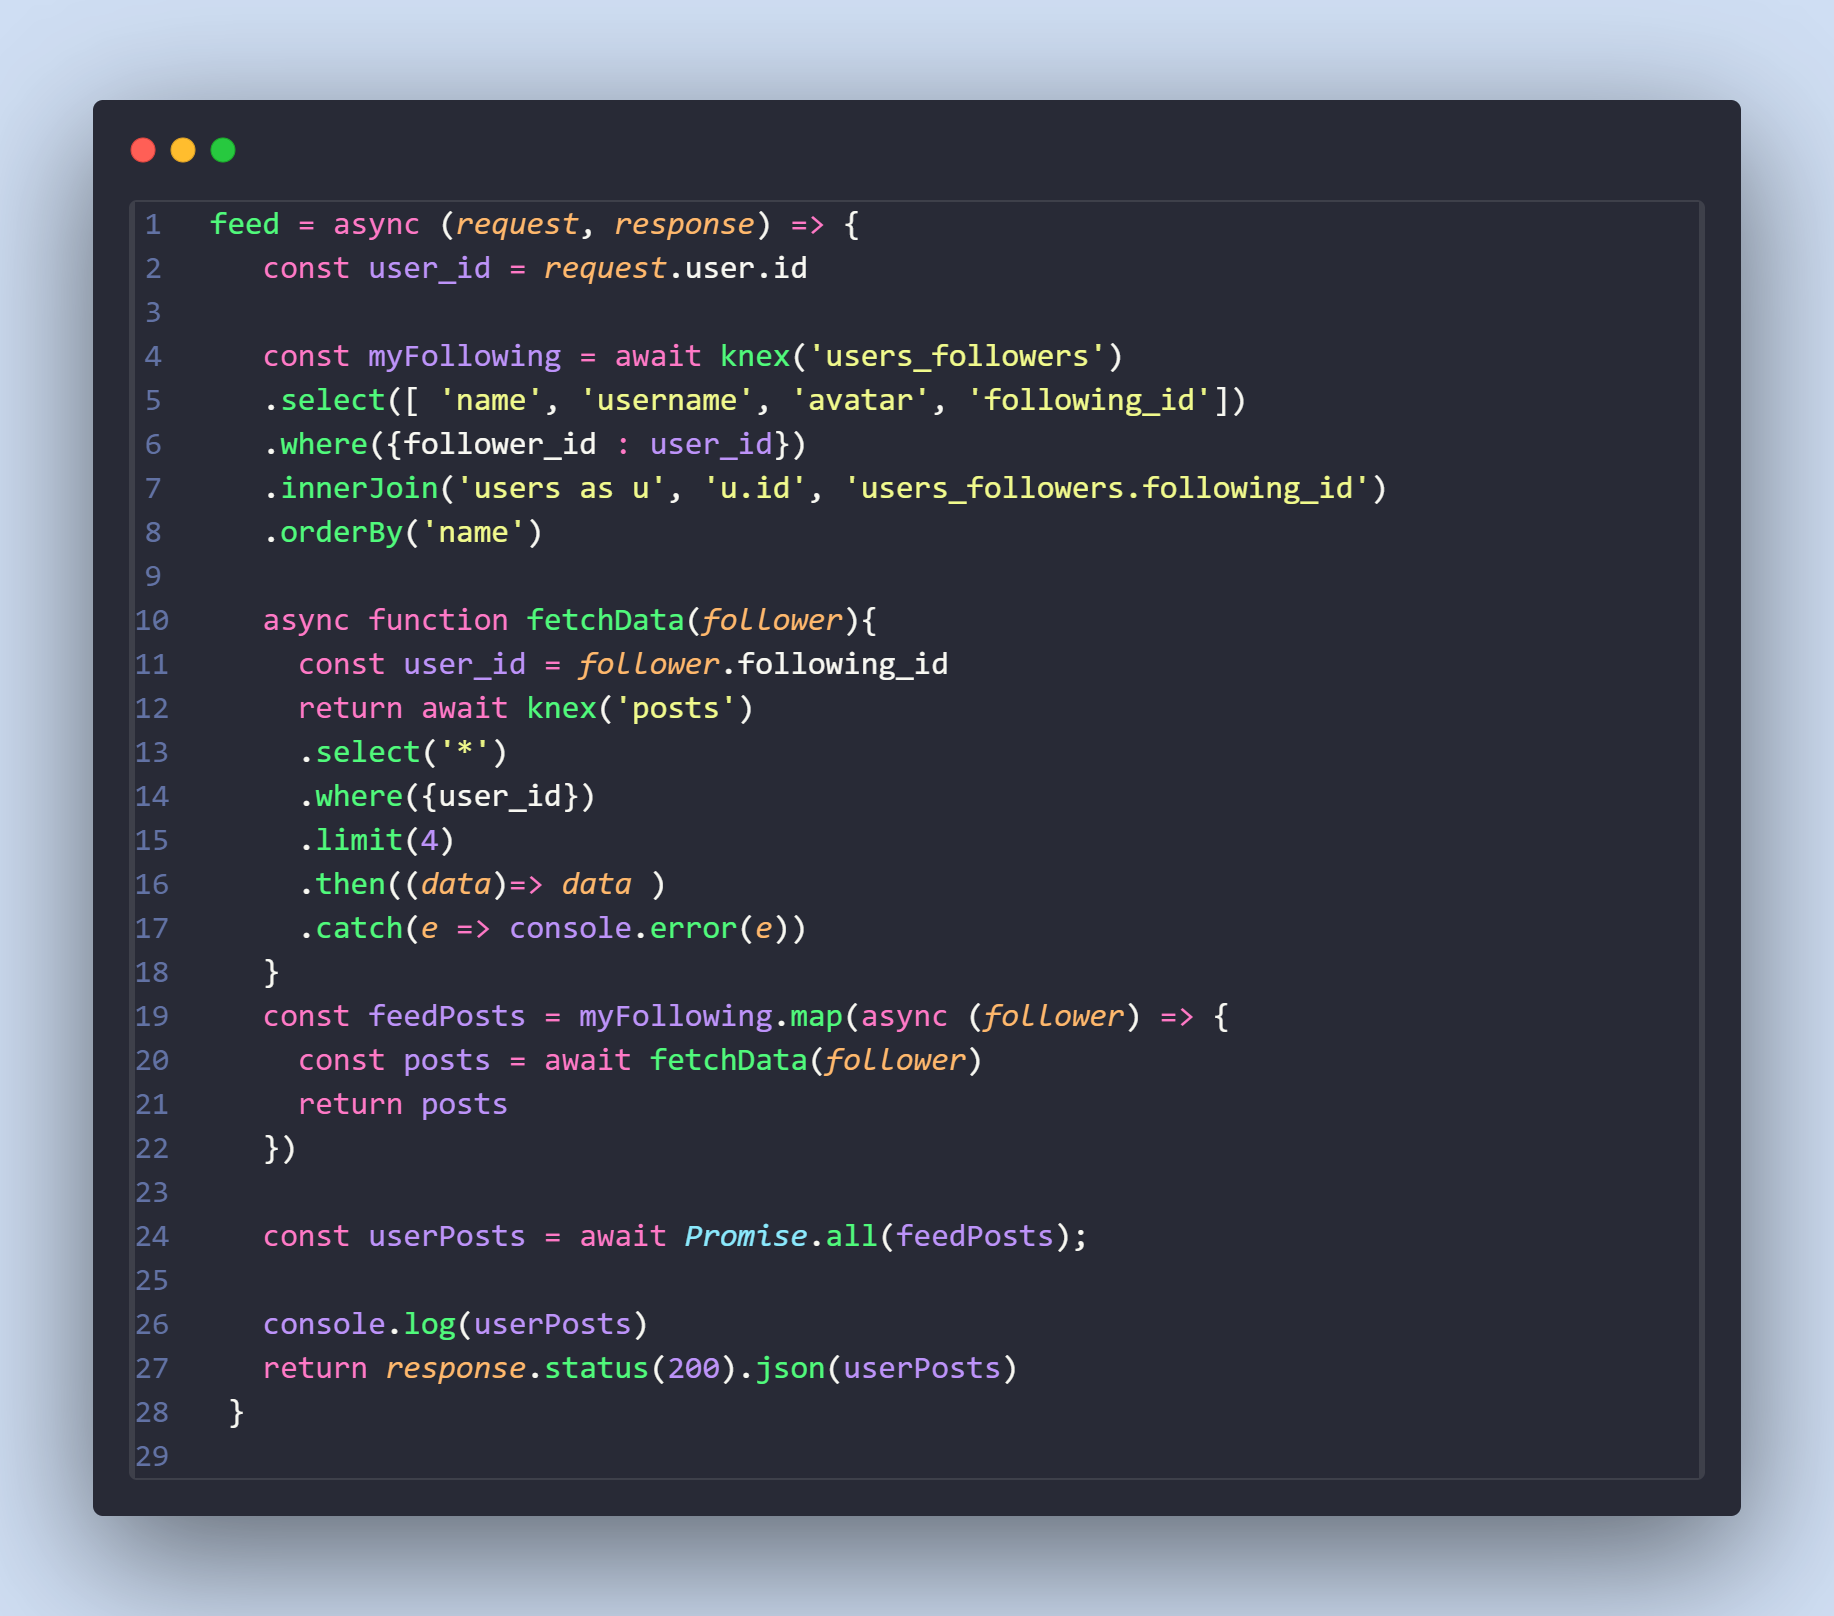 1 feed = async (request, response) => {
2 const user_id = request.user.id
3
4 const myFollowing = await knex('users_followers')
5 .select([ 'name', 'username', 'avatar', 'following_id'])
6 .where({follower_id : user_id})
7 .innerJoin('users as u', 'u.id', 'users_followers.following_id')
8 .orderBy('name')
9
10 async function fetchData(follower){
11 const user_id = follower.following_id
12 return await knex('posts')
13 .select('*')
14 .where({user_id})
15 .limit(4)
16 .then((data)=> data )
17 .catch(e => console.error(e))
18 }
19 const feedPosts = myFollowing.map(async (follower) => {
20 const posts = await fetchData(follower)
21 return posts
22 })
23
24 const userPosts = await Promise.all(feedPosts);
25
26 console.log(userPosts)
27 return response.status(200).json(userPosts)
28 }
29